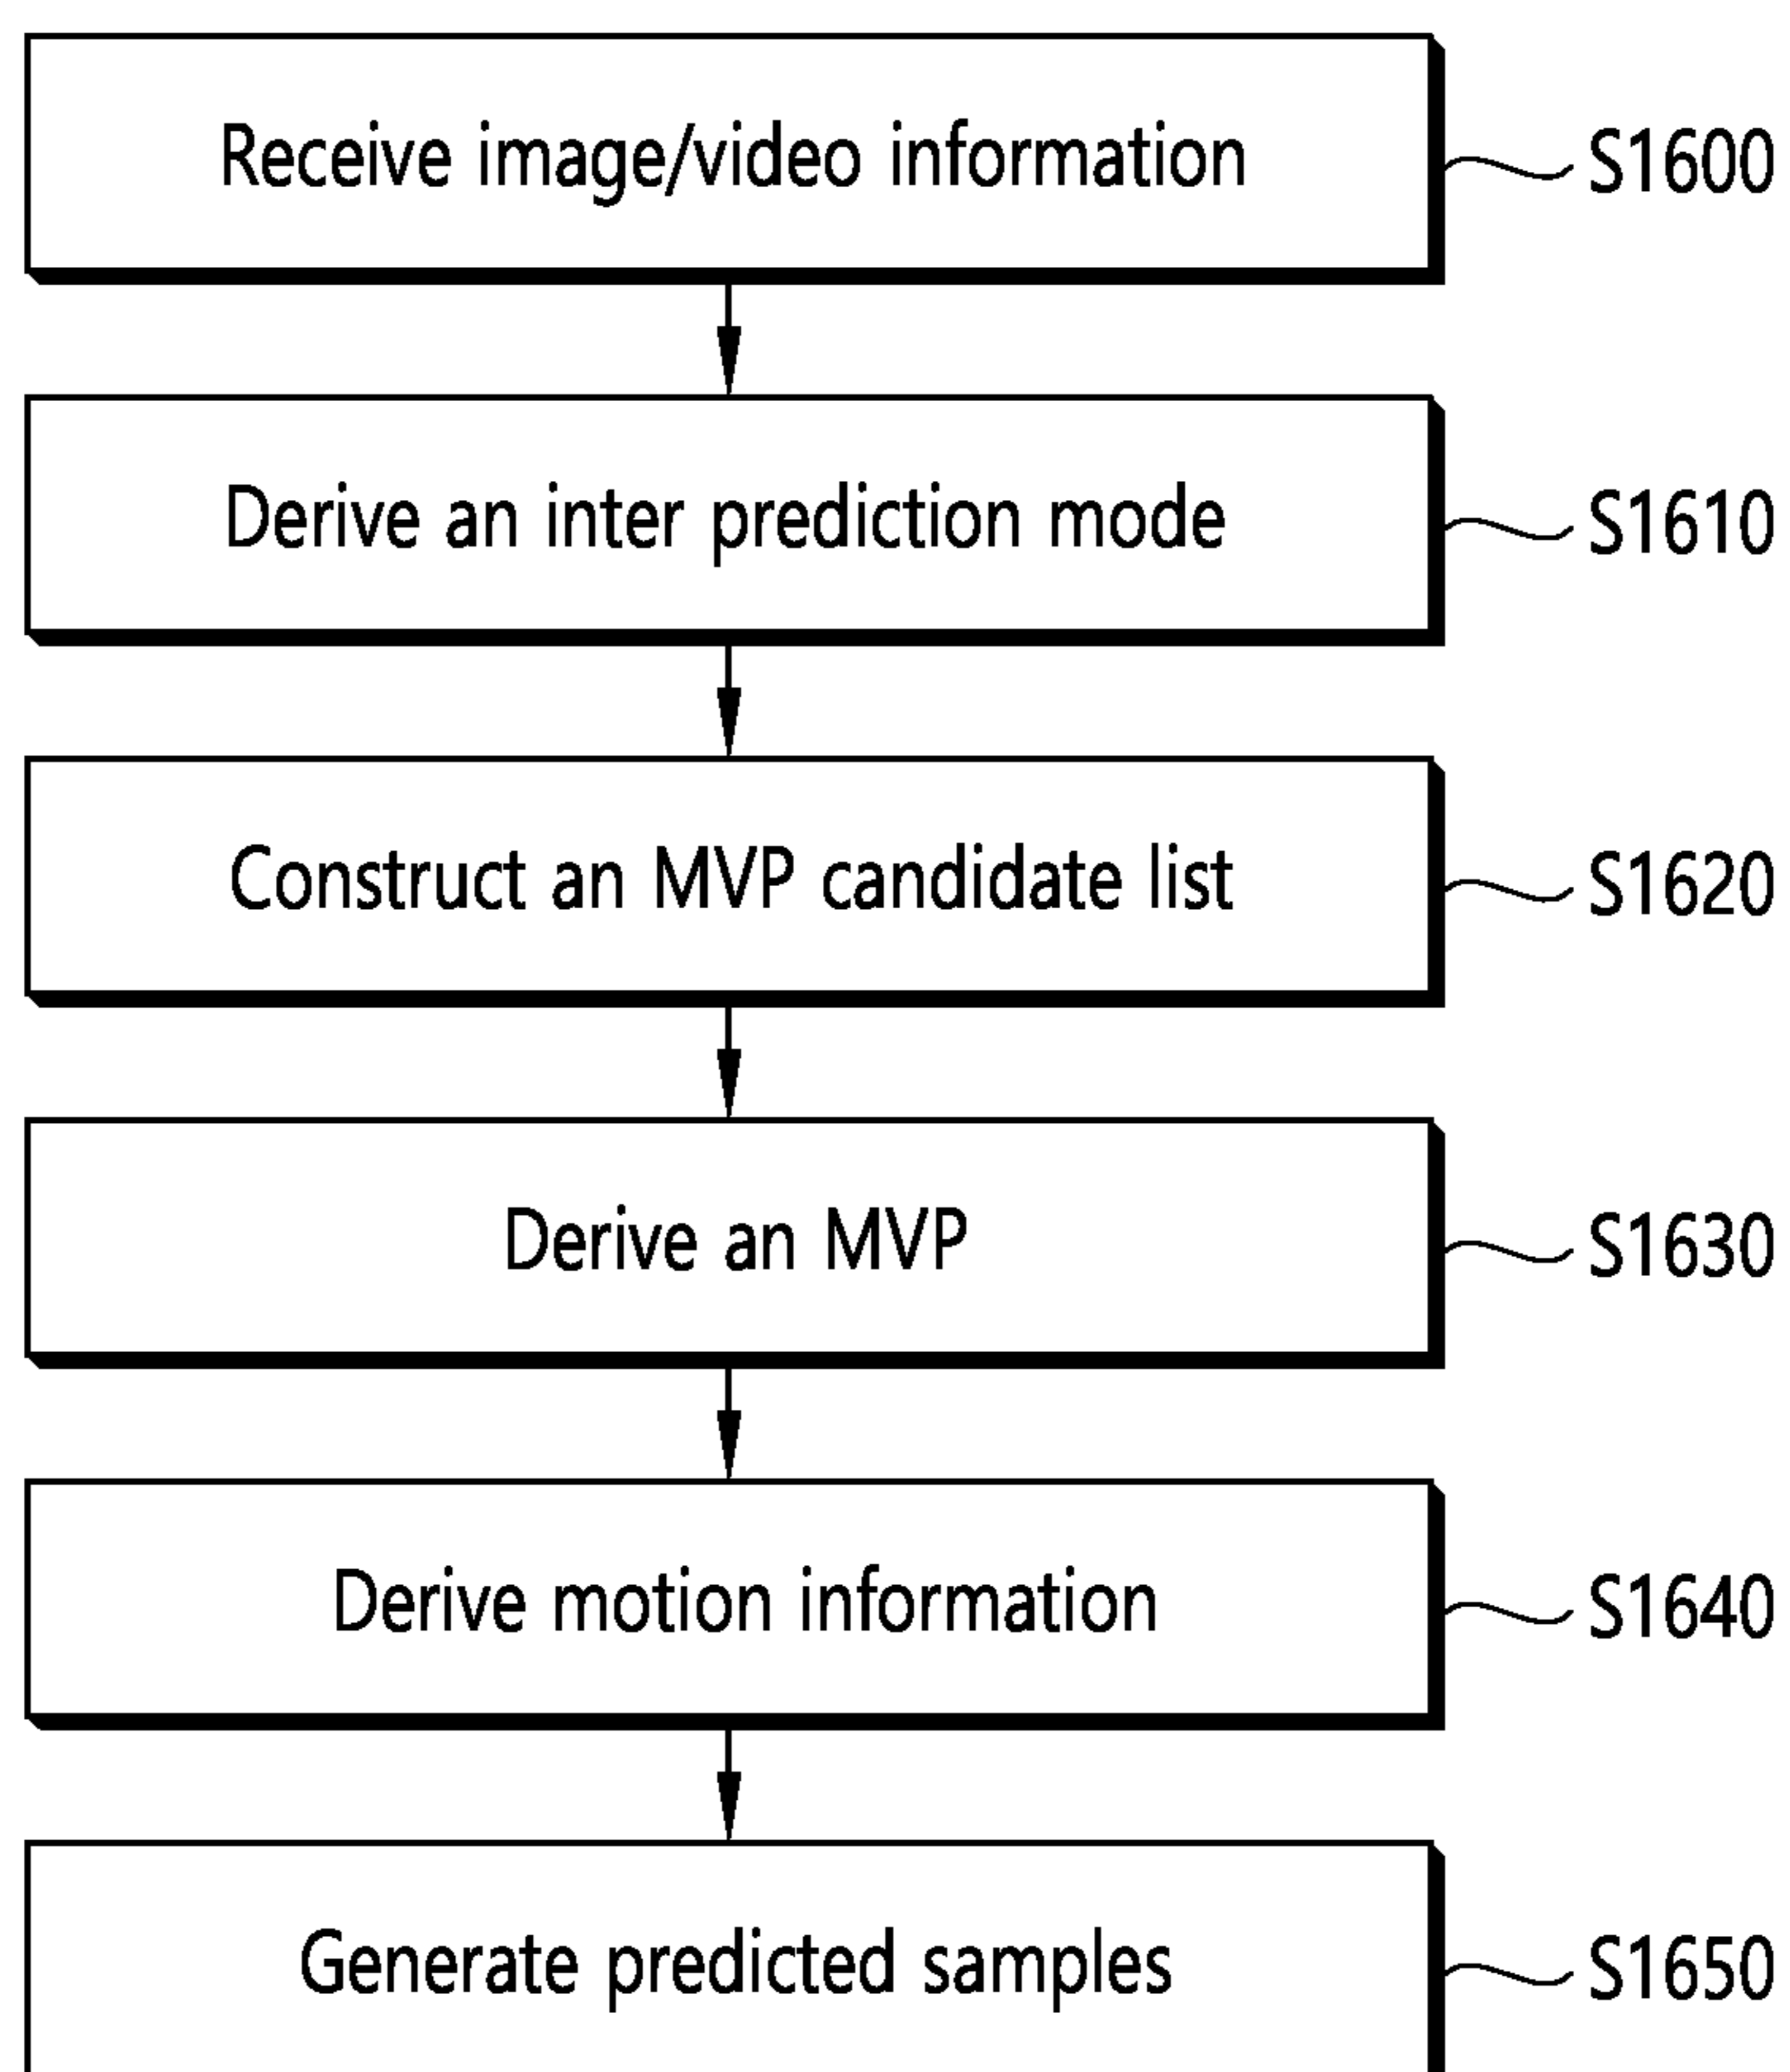 Receive image/video information
S1600
Derive an inter prediction mode
S1610
Construct an MVP candidate list
S1620
Derive an MVP
S1630
Derive motion information
S1640
Generate predicted samples
S1650